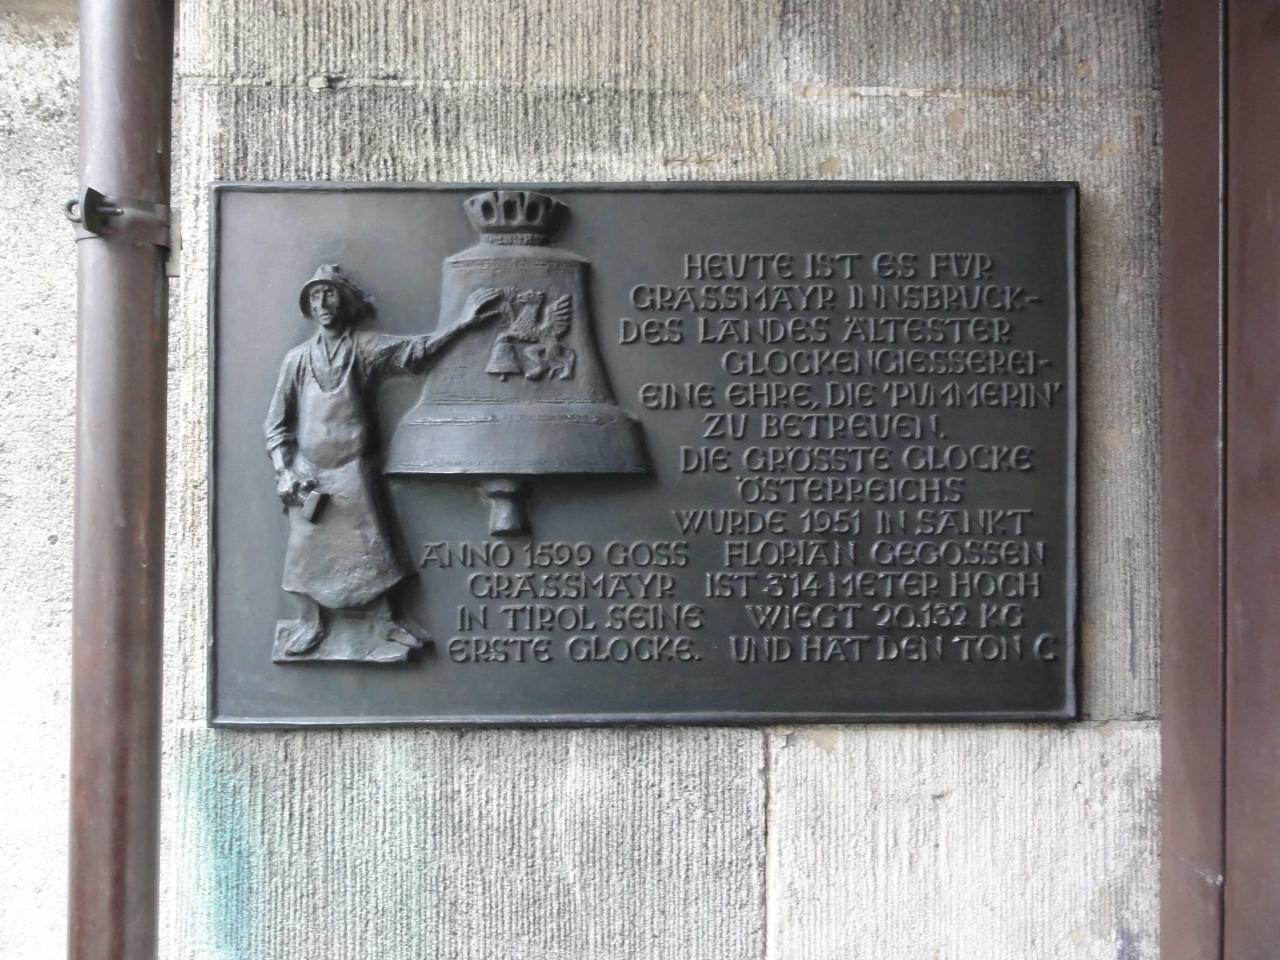 HEUTE IST ES FÜR
GRASSMAYR INNSBRUCK-
DES LANDES ÄLTESTER
GLOCKENGIESSEREI-
EINE EHRE, DIE 'PUMMERIN'
ZU BETREUEN.
DIE GRÖSSTE GLOCKE
ÖSTERREICHS
WURDE 1951 IN SANKT
FLORIAN GEGOSSEN
IST 3'14 METER HOCH
WIEGT 20.132 KG
UND HAT DEN TON C
ANNO 1599 GOSS
GRASSMAYR
IN TIROL SEINE
ERSTE GLOCKE.